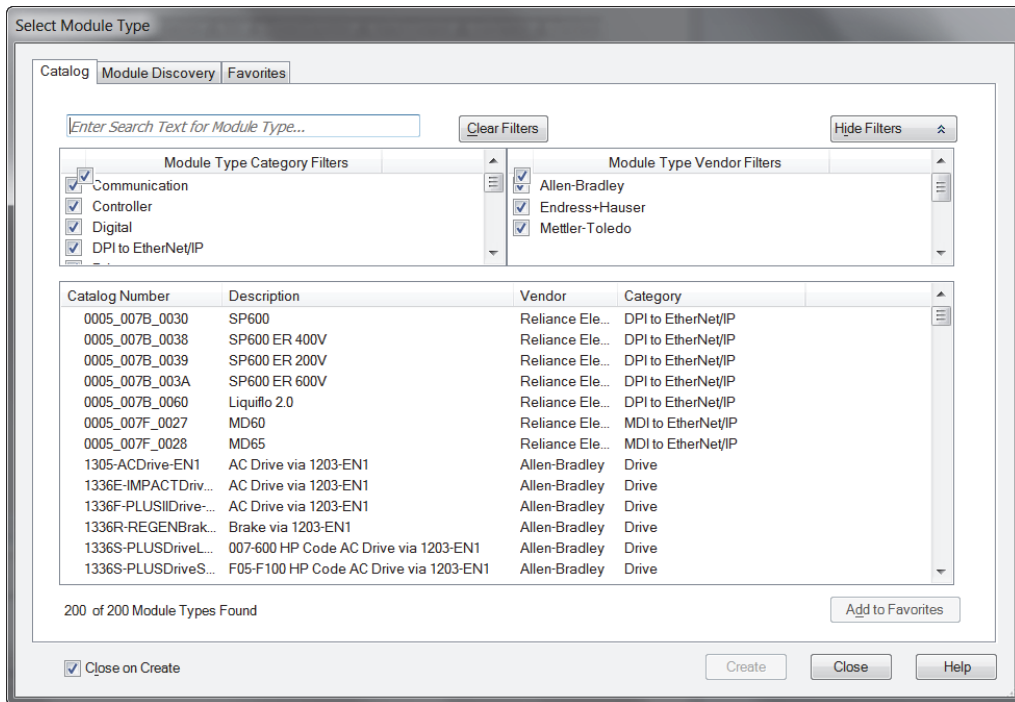 Select Module Type
Catalog Module Discovery Favorites
Enter Search Text for Module Type... Clear Filters Hide Filters
Module Type Category Filters Module Type Vendor Filters
Communication Allen-Bradley
Controller Endress+Hauser
Digital Mettler-Toledo
DPI to EtherNet/IP
Catalog Number Description Vendor Category
0005_007B_0030 SP600 Reliance Ele... DPI to EtherNet/IP
0005_007B_0038 SP600 ER 400V Reliance Ele... DPI to EtherNet/IP
0005_007B_0039 SP600 ER 200V Reliance Ele... DPI to EtherNet/IP
0005_007B_003A SP600 ER 600V Reliance Ele... DPI to EtherNet/IP
0005_007B_0060 Liquiflo 2.0 Reliance Ele... DPI to EtherNet/IP
0005_007F_0027 MD60 Reliance Ele... MDI to EtherNet/IP
0005_007F_0028 MD65 Reliance Ele... MDI to EtherNet/IP
1305-ACDrive-EN1 AC Drive via 1203-EN1 Allen-Bradley Drive
1336E-IMPACTDriv... AC Drive via 1203-EN1 Allen-Bradley Drive
1336F-PLUSIIDrive-... AC Drive via 1203-EN1 Allen-Bradley Drive
1336R-REGENBrak... Brake via 1203-EN1 Allen-Bradley Drive
1336S-PLUSDriveL... 007-600 HP Code AC Drive via 1203-EN1 Allen-Bradley Drive
1336S-PLUSDriveS... F05-F100 HP Code AC Drive via 1203-EN1 Allen-Bradley Drive
200 of 200 Module Types Found Add to Favorites
Close on Create Create Close Help